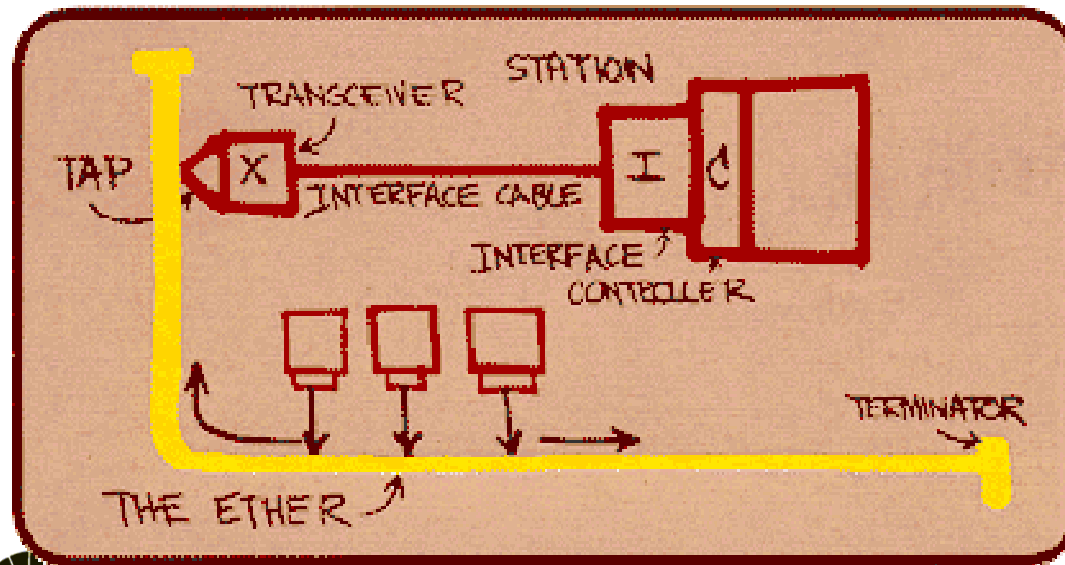 STATION
TRANSCEIVER
TAP
X
I
C
INTERFACE CABLE
INTERFACE
CONTROLLER
TERMINATOR
THE ETHER